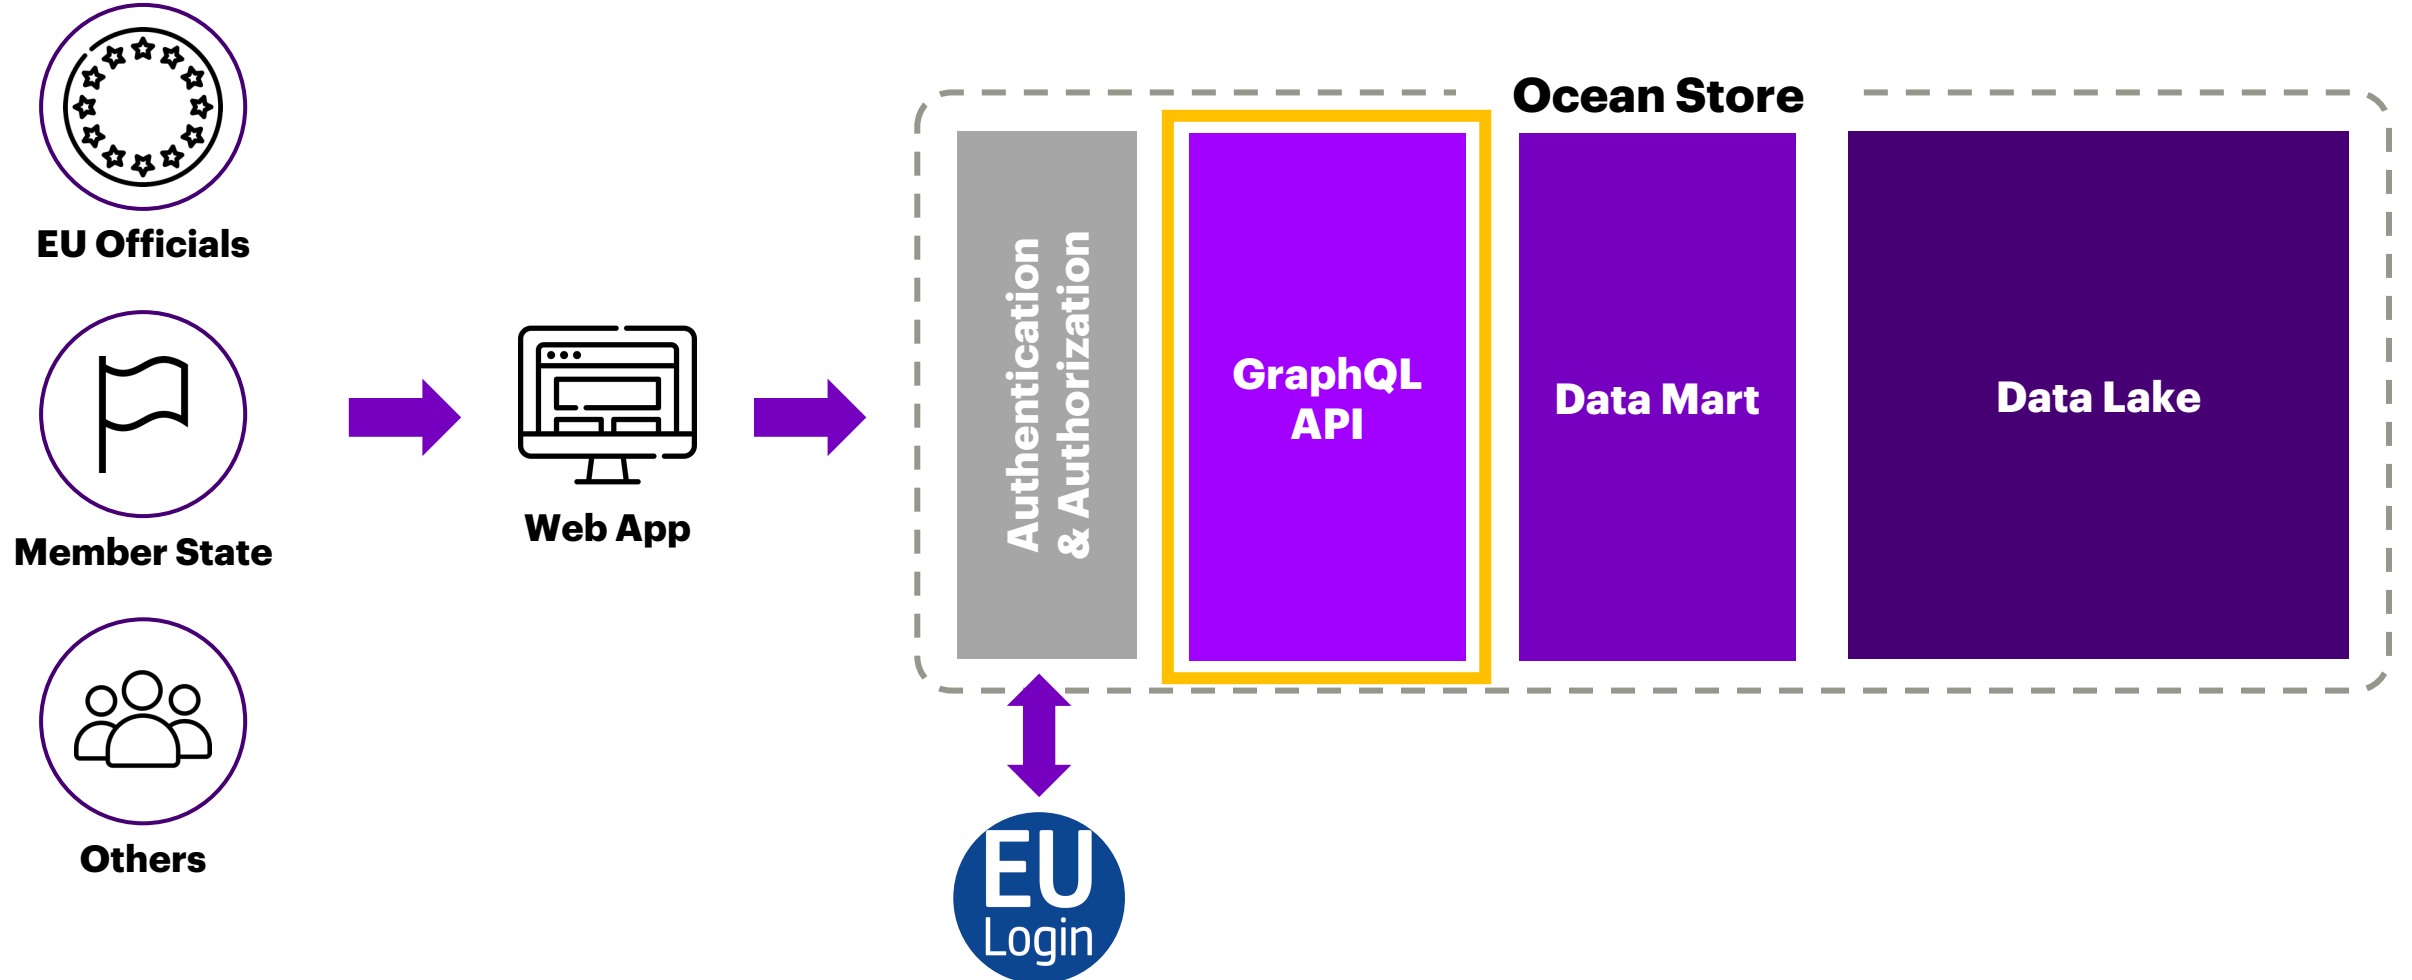 EU Officials
Member State
Others
Web App
Ocean Store
Authentication
& Authorization
GraphQL
API
Data Mart
Data Lake
EU
Login